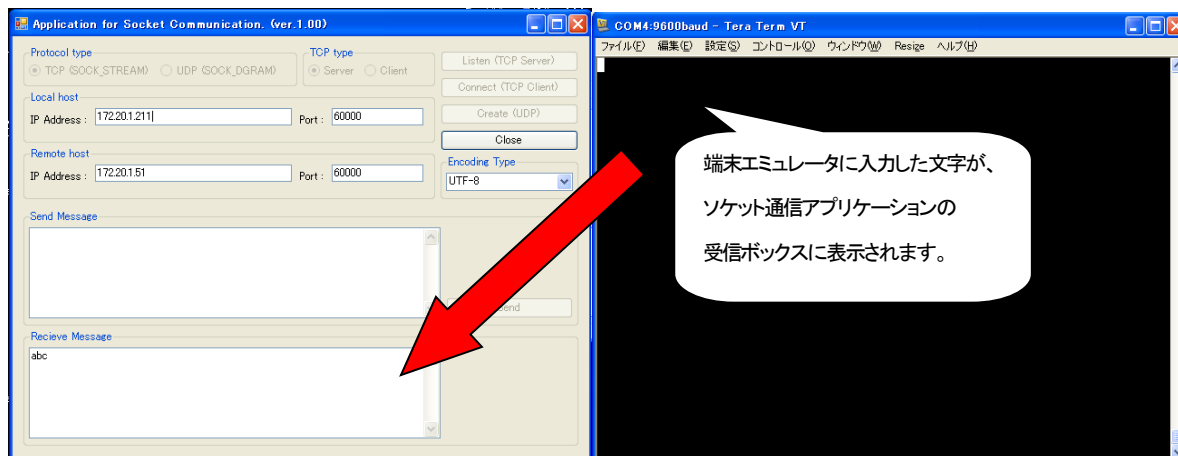 Application for Socket Communication. (ver.1.00)
Protocol type
TCP (SOCK_STREAM) UDP (SOCK_DGRAM)
TCP type
Server Client
Listen (TCP Server)
Connect (TCP Client)
Create (UDP)
Close
Local host
IP Address : 172.20.1.211 Port : 60000
Remote host
IP Address : 172.20.1.51 Port : 60000
Encoding Type
UTF-8
Send Message
Recieve Message
abc
COM4:9600baud - Tera Term VT
ファイル(F) 編集(E) 設定(S) コントロール(O) ウィンドウ(W) Resize ヘルプ(H)
端末エミュレータに入力した文字が、
ソケット通信アプリケーションの
受信ボックスに表示されます。